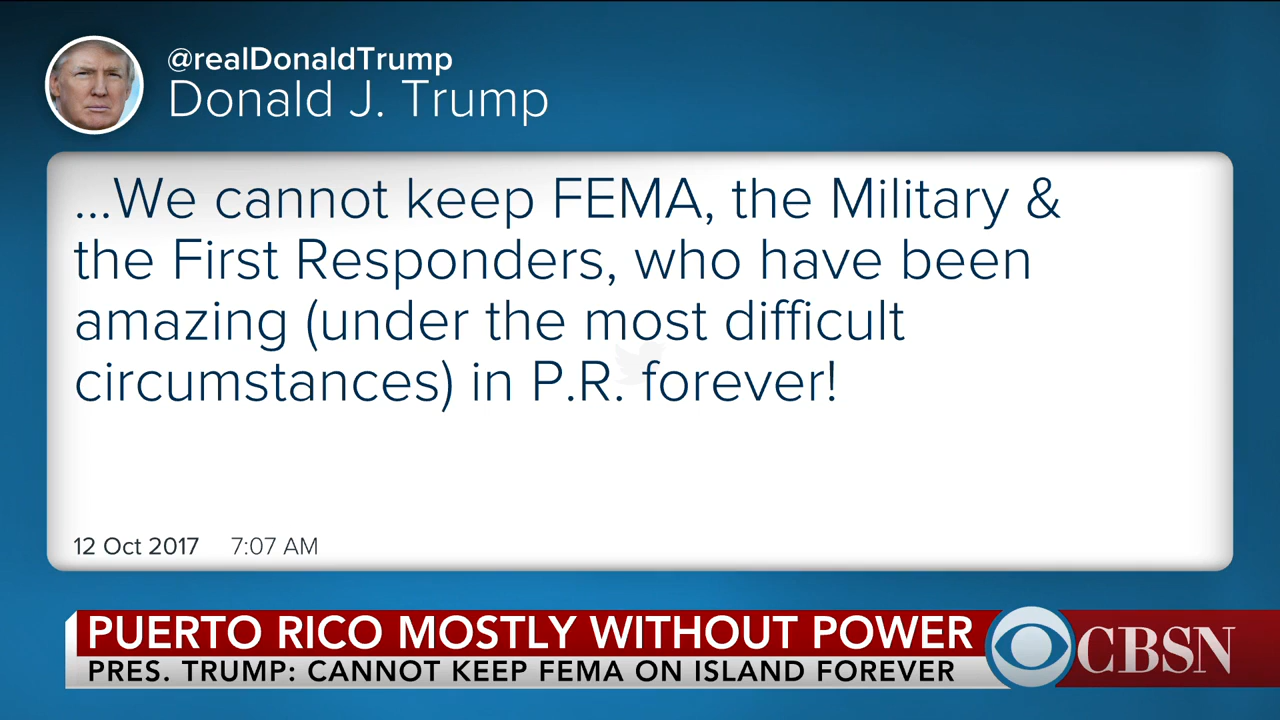 @realDonaldTrump
Donald J. Trump
...We cannot keep FEMA, the Military &
the First Responders, who have been
amazing (under the most difficult
circumstances) in P.R. forever!
12 Oct 2017 7:07 AM
PUERTO RICO MOSTLY WITHOUT POWER
PRES. TRUMP: CANNOT KEEP FEMA ON ISLAND FOREVER
CBSN